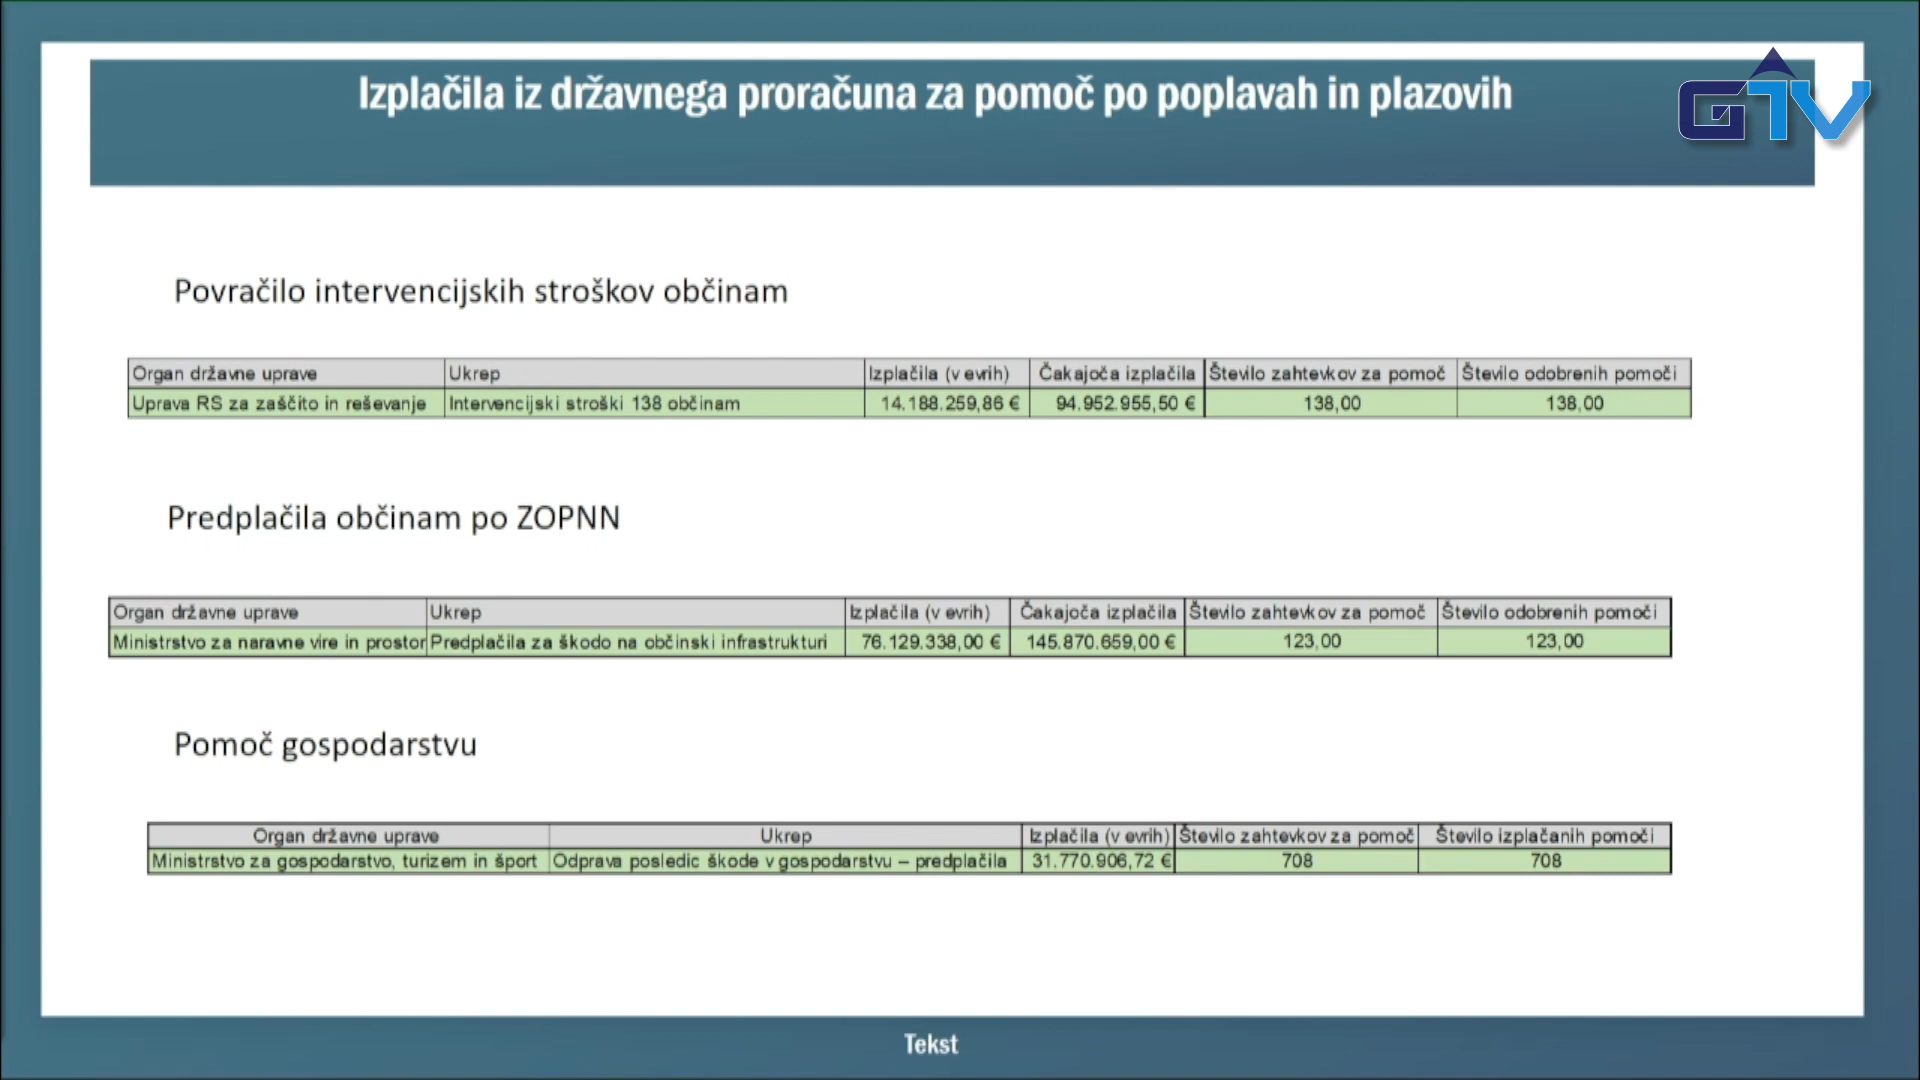 Izplačila iz državnega proračuna za pomoč po poplavah in plazovih
GTV
Povračilo intervencijskih stroškov občinam
Organ državne uprave Ukrep Izplačila (v evrih) Čakajoča izplačila Število zahtevkov za pomoč Število odobrenih pomoči
Uprava RS za zaščito in reševanje Intervencijski stroški 138 občinam 14.188.259,86 € 94.952.955,50 € 138,00 138,00
Predplačila občinam po ZOPNN
Organ državne uprave Ukrep Izplačila (v evrih) Čakajoča izplačila Število zahtevkov za pomoč Število odobrenih pomoči
Ministrstvo za naravne vire in prostor Predplačila za škodo na občinski infrastrukturi 76.129.338,00 € 145.870.659,00 € 123,00 123,00
Pomoč gospodarstvu
Organ državne uprave Ukrep Izplačila (v evrih) Število zahtevkov za pomoč Število izplačanih pomoči
Ministrstvo za gospodarstvo, turizem in šport Odprava posledic škode v gospodarstvu – predplačila 31.770.906,72 € 708 708
Tekst